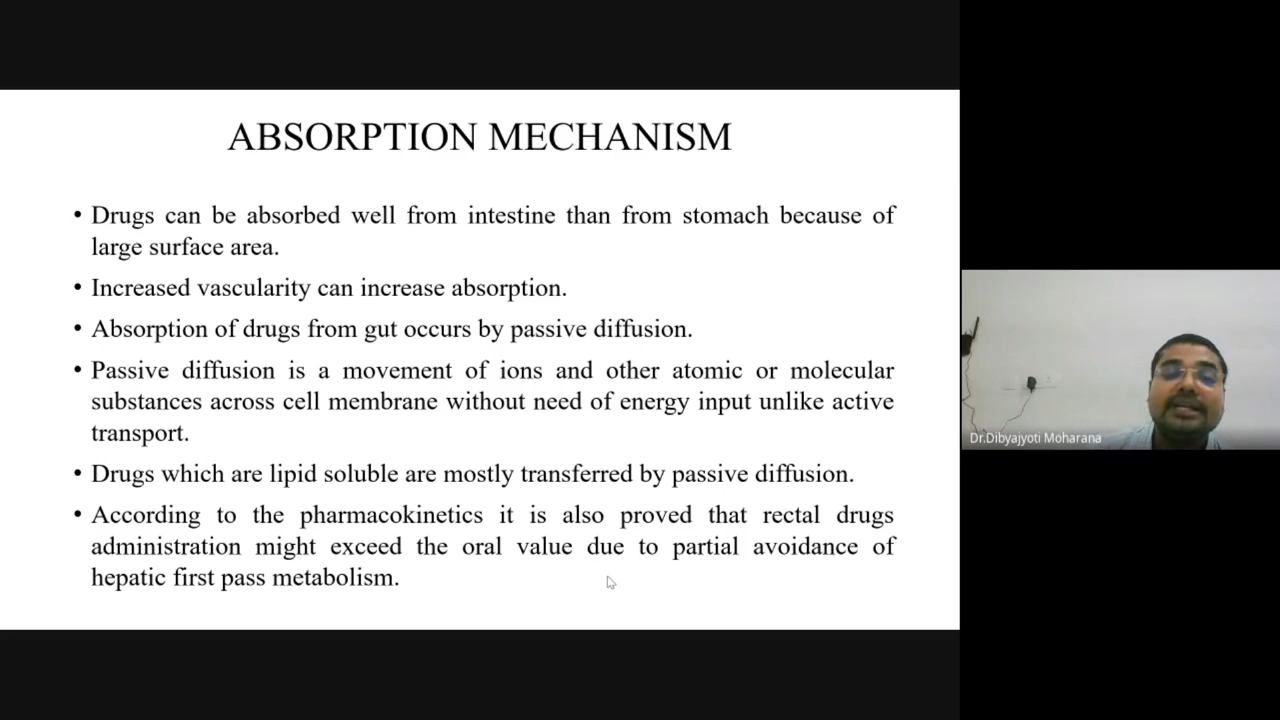 ABSORPTION MECHANISM
• Drugs can be absorbed well from intestine than from stomach because of
large surface area.
• Increased vascularity can increase absorption.
• Absorption of drugs from gut occurs by passive diffusion.
• Passive diffusion is a movement of ions and other atomic or molecular
substances across cell membrane without need of energy input unlike active
transport.
• Drugs which are lipid soluble are mostly transferred by passive diffusion.
• According to the pharmacokinetics it is also proved that rectal drugs
administration might exceed the oral value due to partial avoidance of
hepatic first pass metabolism.
Dr.Dibyajyoti Moharana